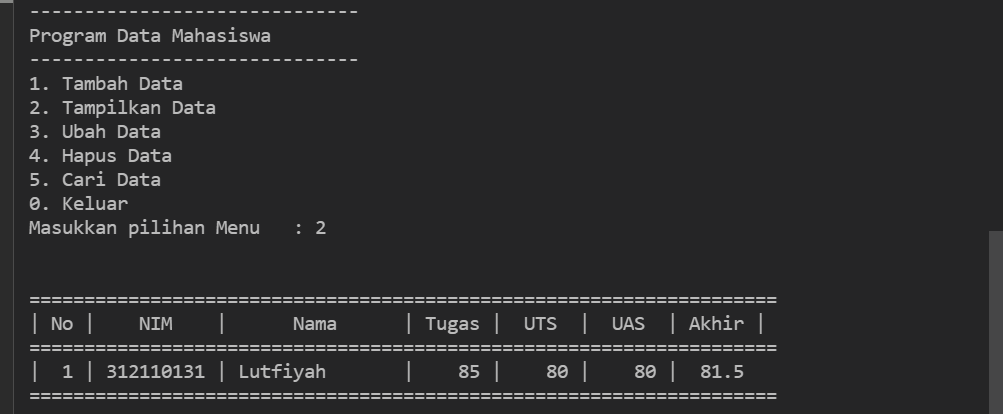 ------------------------------
Program Data Mahasiswa
------------------------------
1. Tambah Data
2. Tampilkan Data
3. Ubah Data
4. Hapus Data
5. Cari Data
0. Keluar
Masukkan pilihan Menu   : 2
====================================================================
| No |    NIM    |      Nama      | Tugas |  UTS  |  UAS  | Akhir |
====================================================================
|  1 | 312110131 | Lutfiyah       |    85 |    80 |    80 |  81.5
====================================================================